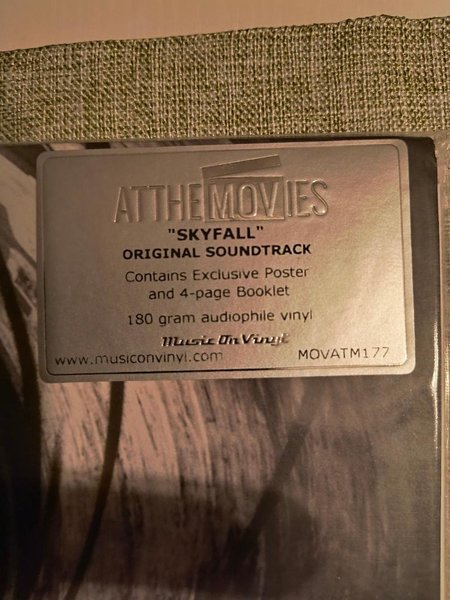 ATTHEMOVIES
"SKYFALL"
ORIGINAL SOUNDTRACK
Contains Exclusive Poster
and 4-page Booklet
180 gram audiophile vinyl
Music On Vinyl
www.musiconvinyl.com MOVATM177